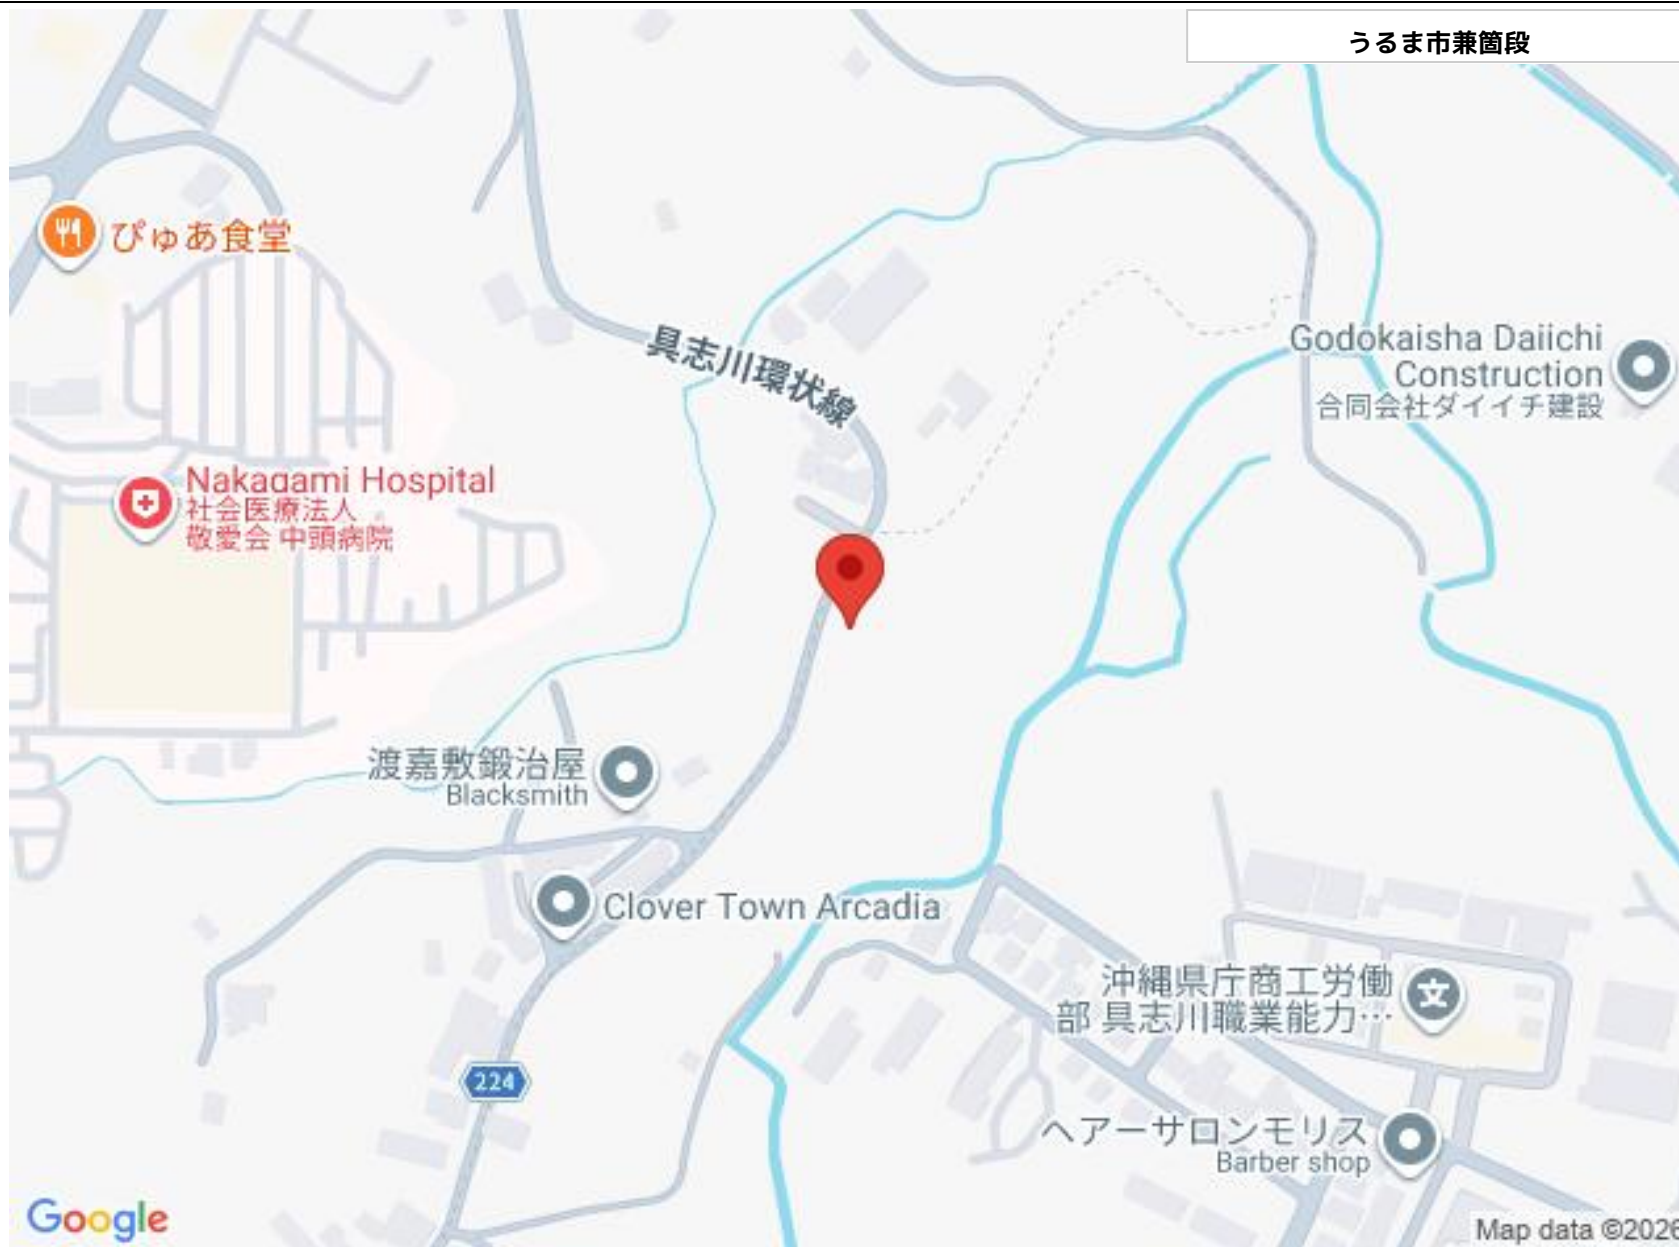 うるま市兼箇段
ぴゅあ食堂
具志川環状線
Godokaisha Daiichi
Construction
合同会社ダイイチ建設
Nakagami Hospital
社会医療法人
敬愛会 中頭病院
渡嘉敷鍛冶屋
Blacksmith
Clover Town Arcadia
沖縄県庁商工労働
部 具志川職業能力…
224
ヘアーサロンモリス
Barber shop
Google
Map data ©2026